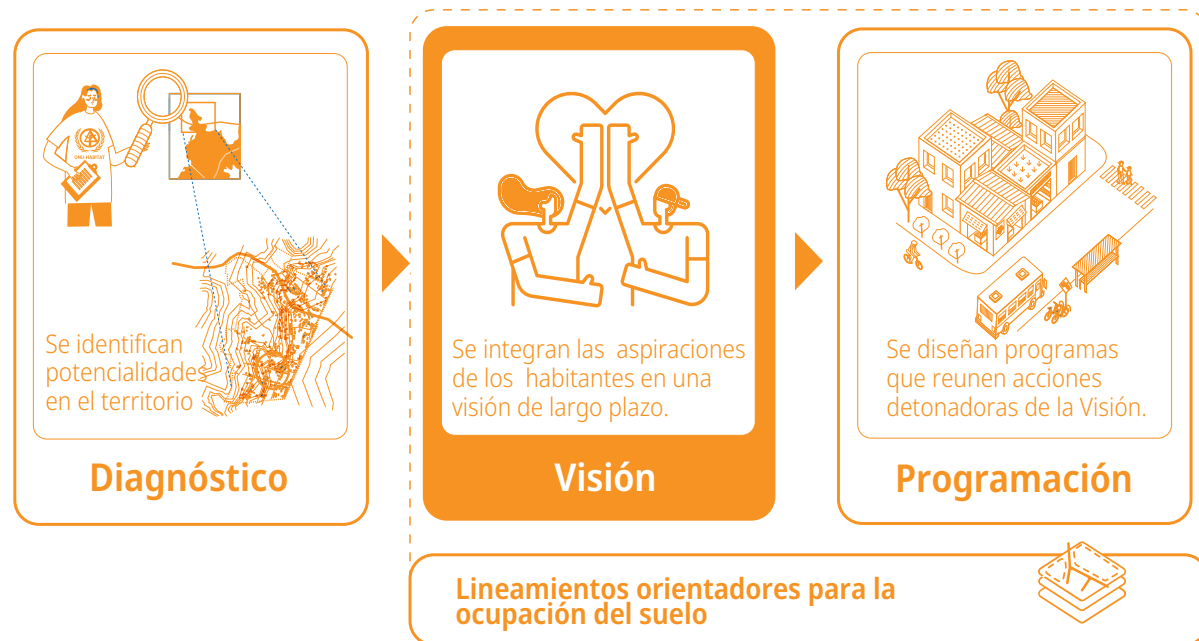 ONU-HABITAT
Se identifican
potencialidades
en el territorio
Diagnóstico
Se integran las aspiraciones
de los habitantes en una
visión de largo plazo.
Visión
Se diseñan programas
que reunen acciones
detonadoras de la Visión.
Programación
Lineamientos orientadores para la
ocupación del suelo